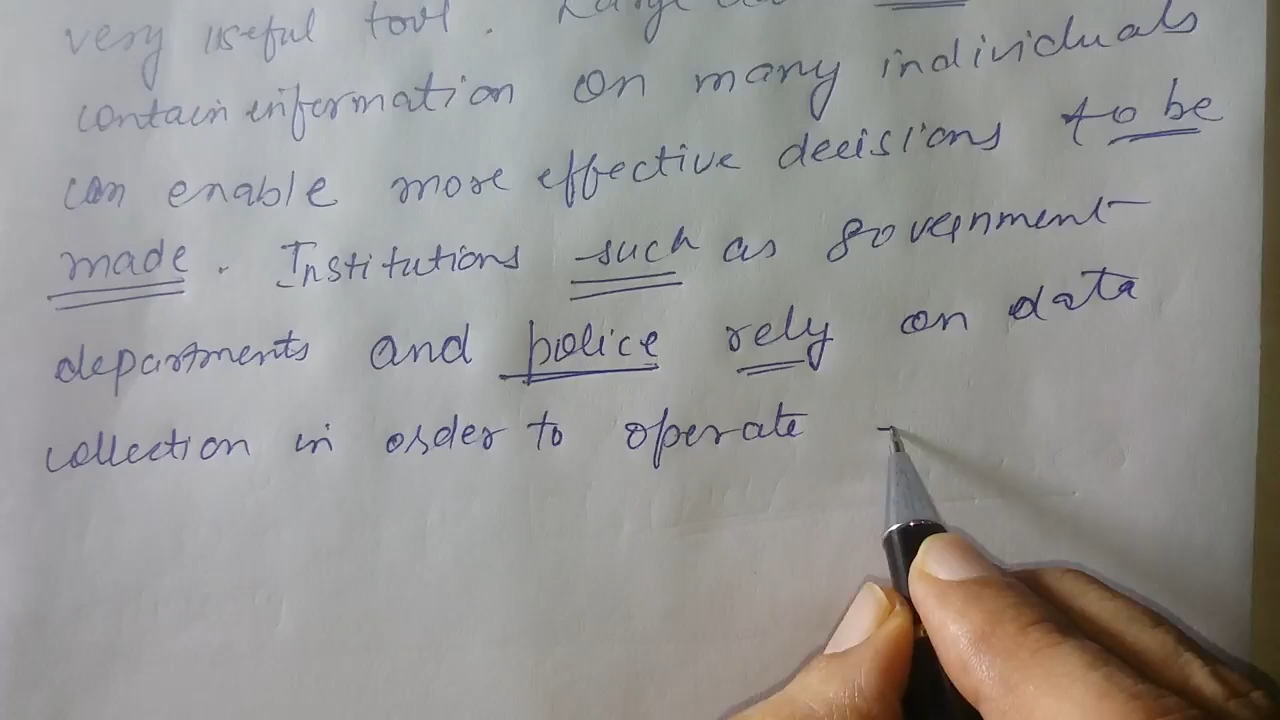 very useful tool. Large
contain information on many individuals
can enable more effective decisions to be
made. Institutions such as government
departments and police rely on data
collection in order to operate